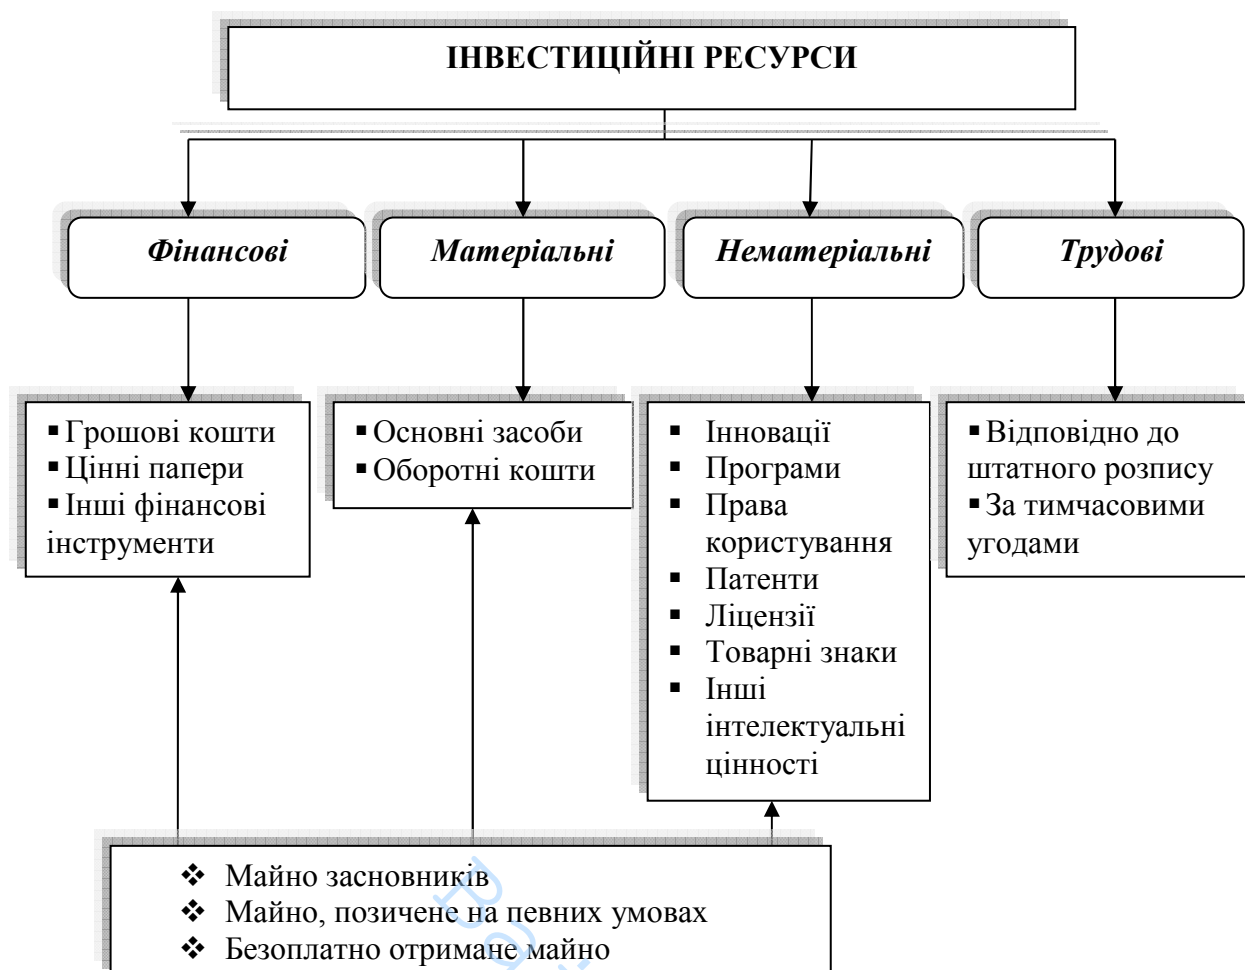 ІНВЕСТИЦІЙНІ РЕСУРСИ
Фінансові
Матеріальні
Нематеріальні
Трудові
▪ Грошові кошти
▪ Цінні папери
▪ Інші фінансові
інструменти
▪ Основні засоби
▪ Оборотні кошти
▪ Інновації
▪ Програми
▪ Права
користування
▪ Патенти
▪ Ліцензії
▪ Товарні знаки
▪ Інші
інтелектуальні
цінності
▪ Відповідно до
штатного розпису
▪ За тимчасовими
угодами
❖ Майно засновників
❖ Майно, позичене на певних умовах
❖ Безоплатно отримане майно